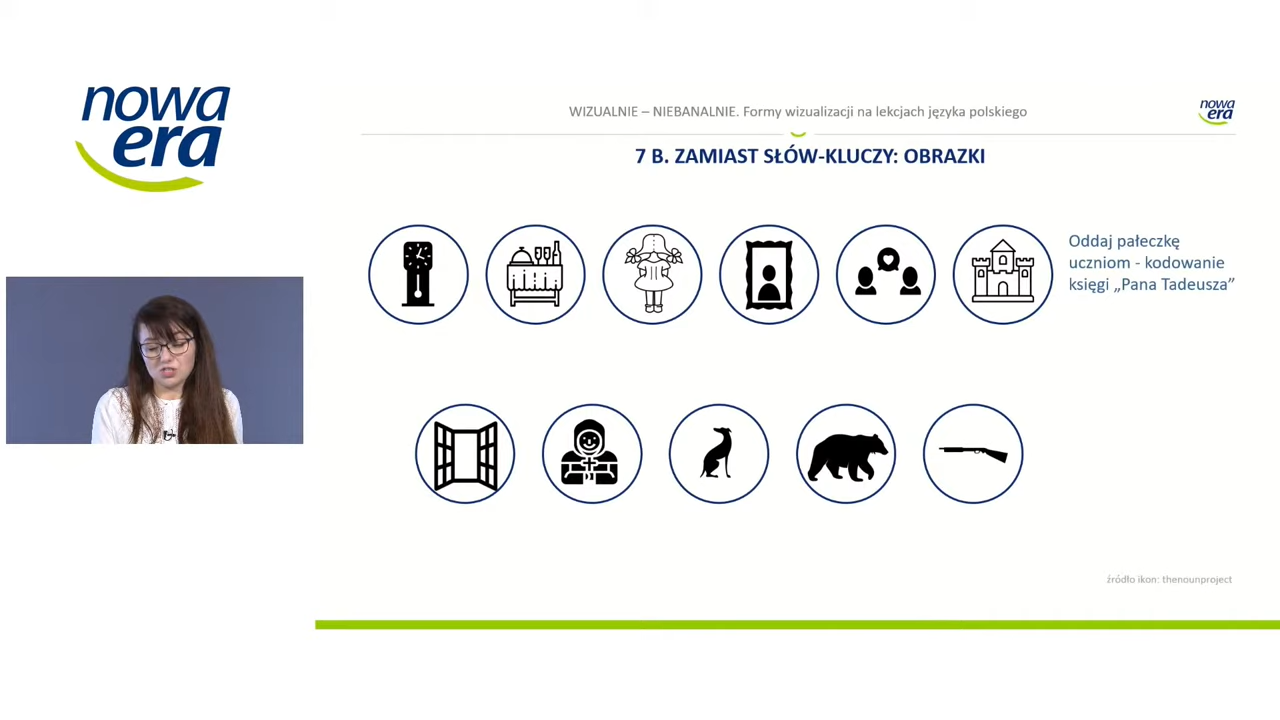 nowa
era
WIZUALNIE – NIEBANALNIE. Formy wizualizacji na lekcjach języka polskiego
nowa
era
7 B. ZAMIAST SŁÓW-KLUCZY: OBRAZKI
Oddaj pałeczkę
uczniom - kodowanie
księgi „Pana Tadeusza”
źródło ikon: thenounproject